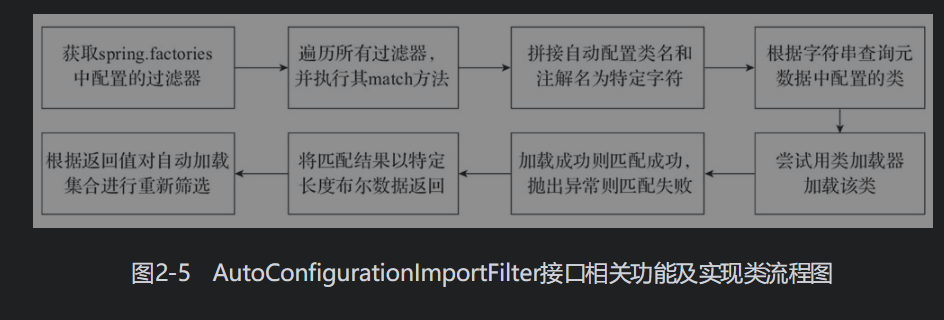 获取spring.factories
中配置的过滤器
遍历所有过滤器，
并执行其match方法
拼接自动配置类名和
注解名为特定字符
根据字符串查询元
数据中配置的类
尝试用类加载器
加载该类
加载成功则匹配成功，
抛出异常则匹配失败
将匹配结果以特定
长度布尔数据返回
根据返回值对自动加载
集合进行重新筛选
图2-5 AutoConfigurationImportFilter接口相关功能及实现类流程图